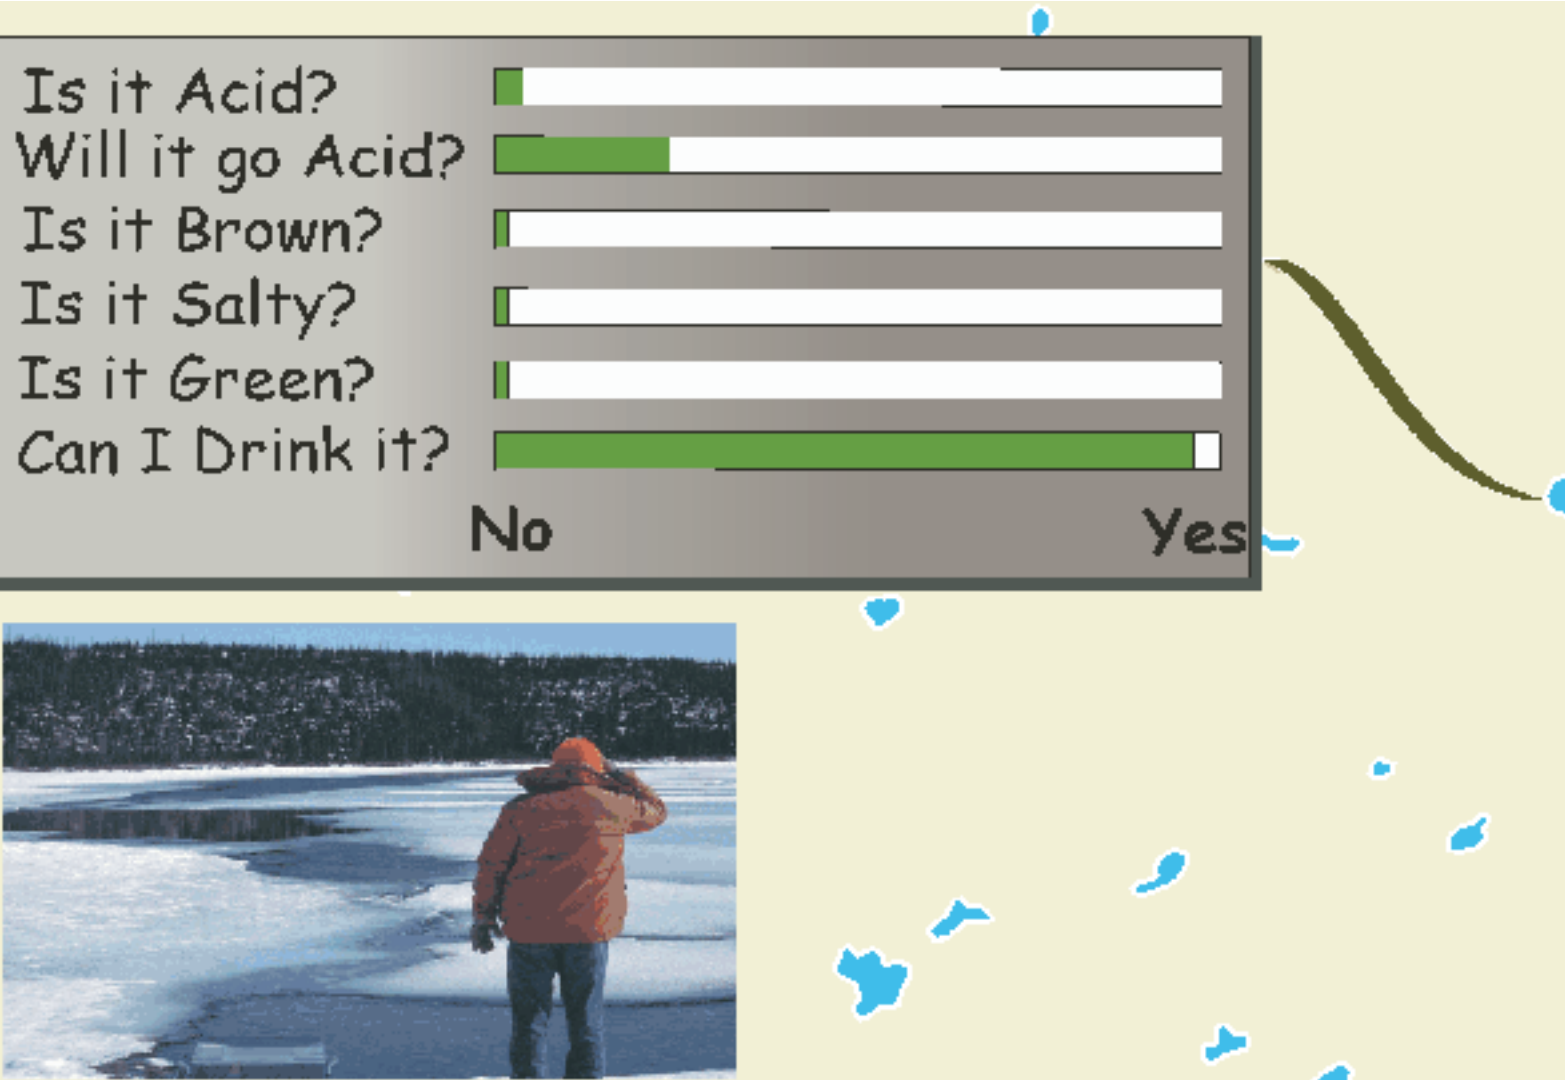 Is it Acid?
Will it go Acid?
Is it Brown?
Is it Salty?
Is it Green?
Can I Drink it?
No Yes